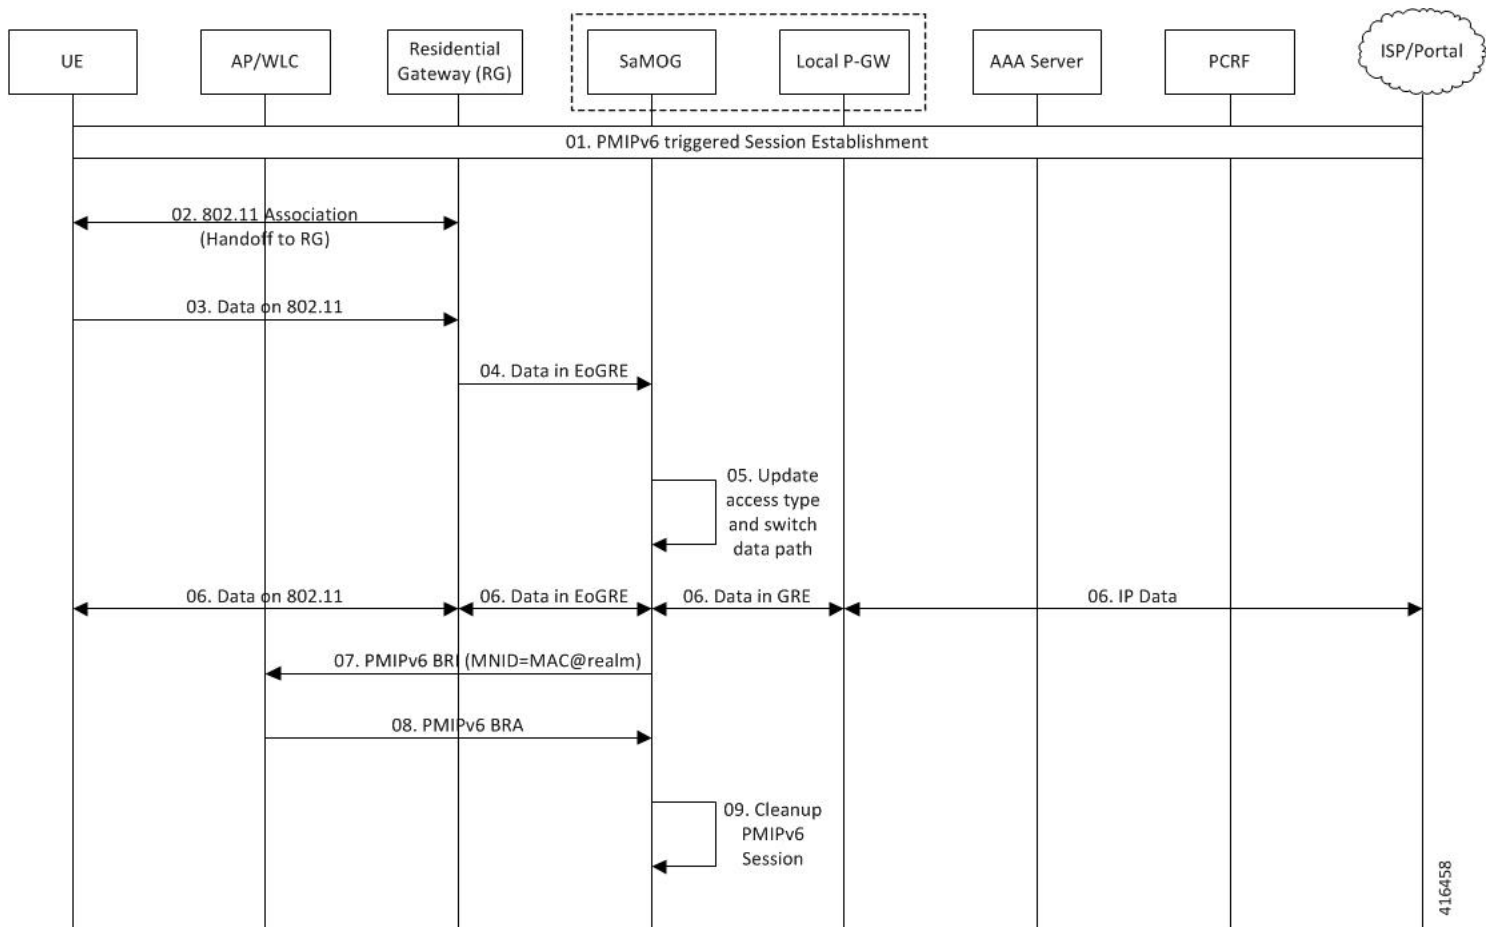 UE
AP/WLC
Residential
Gateway (RG)
SaMOG
Local P-GW
AAA Server
PCRF
ISP/Portal
01. PMIPv6 triggered Session Establishment
02. 802.11 Association
(Handoff to RG)
03. Data on 802.11
04. Data in EoGRE
05. Update
access type
and switch
data path
06. Data on 802.11
06. Data in EoGRE
06. Data in GRE
06. IP Data
07. PMIPv6 BRI (MNID=MAC@realm)
08. PMIPv6 BRA
09. Cleanup
PMIPv6
Session
416458